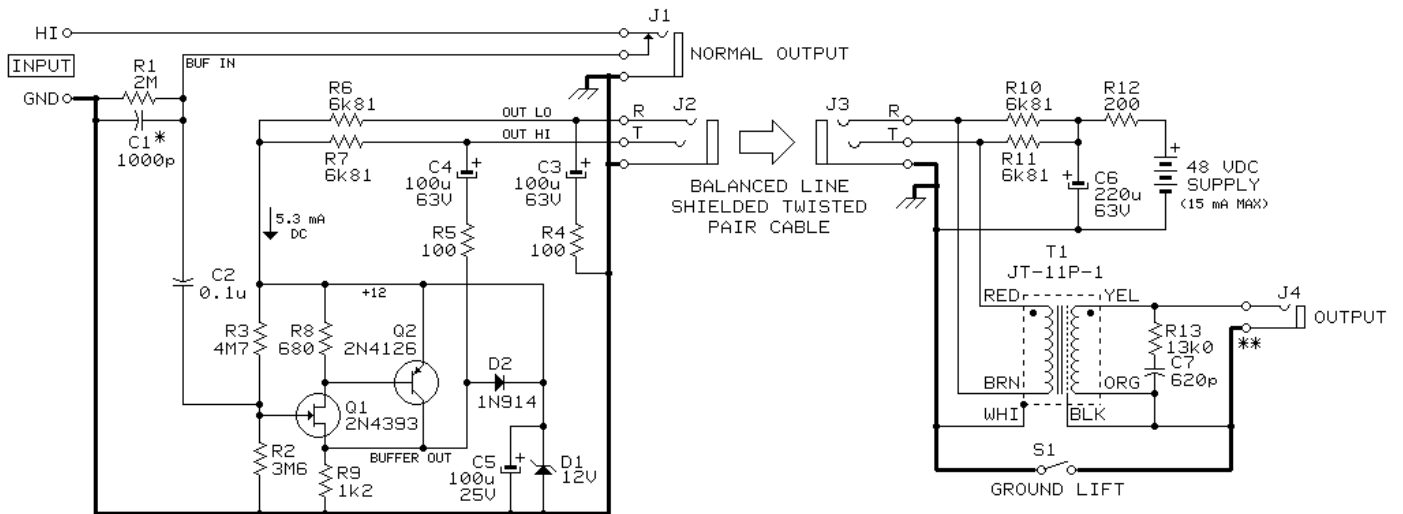 HI
INPUT
GND
R1
2M
C1*
1000p
BUF IN
J1
NORMAL OUTPUT
R6
6k81
R7
6k81
OUT LO
OUT HI
R
T
J2
C4
100u
63V
C3
100u
63V
R5
100
R4
100
5.3 mA
DC
C2
0.1u
+12
R3
4M7
R8
680
Q2
2N4126
D2
1N914
Q1
2N4393
R2
3M6
R9
1k2
BUFFER OUT
C5
100u
25V
D1
12V
BALANCED LINE
SHIELDED TWISTED
PAIR CABLE
J3
R
T
R10
6k81
R11
6k81
R12
200
C6
220u
63V
48 VDC
SUPPLY
(15 mA MAX)
T1
JT-11P-1
RED
YEL
BRN
ORG
WHI
BLK
R13
13k0
C7
620p
J4
OUTPUT
**
S1
GROUND LIFT
+
+
+
+
+